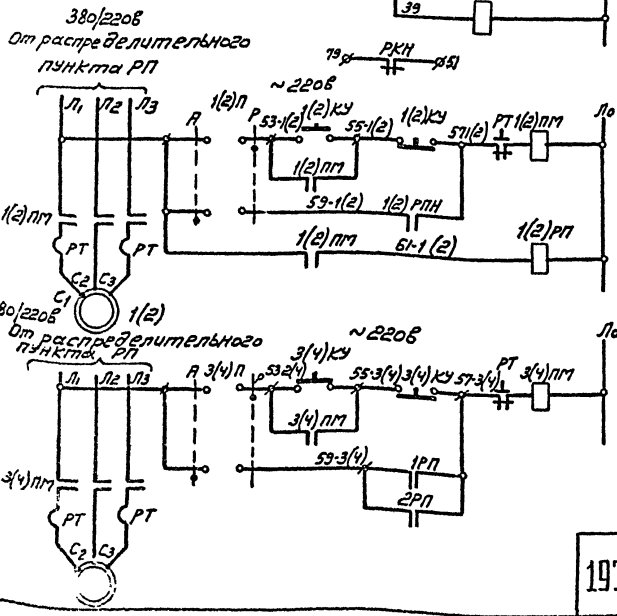 39
380/220в
От распределительного
пункта РП
Л1 Л2 Л3
79 РКН 51
~220в
А 1(2)П Р 53-1(2) 1(2)КУ 55-1(2) 1(2)КУ 57-1(2) РТ 1(2)ПМ Ло
1(2)ПМ
59-1(2) 1(2)РПН
1(2)ПМ
РТ РТ
1(2)ПМ 61-1(2) 1(2)РП
С1 С2 С3
1(2)
80/220в
От распределительного
пункта РП
~220в
Л1 Л2 Л3
А 3(4)П Р 53-2(4) 3(4)КУ 55-3(4) 3(4)КУ 57-3(4) РТ 3(4)ПМ Ло
3(4)ПМ
59-3(4) 1РП
3(4)ПМ
2РП
РТ РТ
С2 С3
197